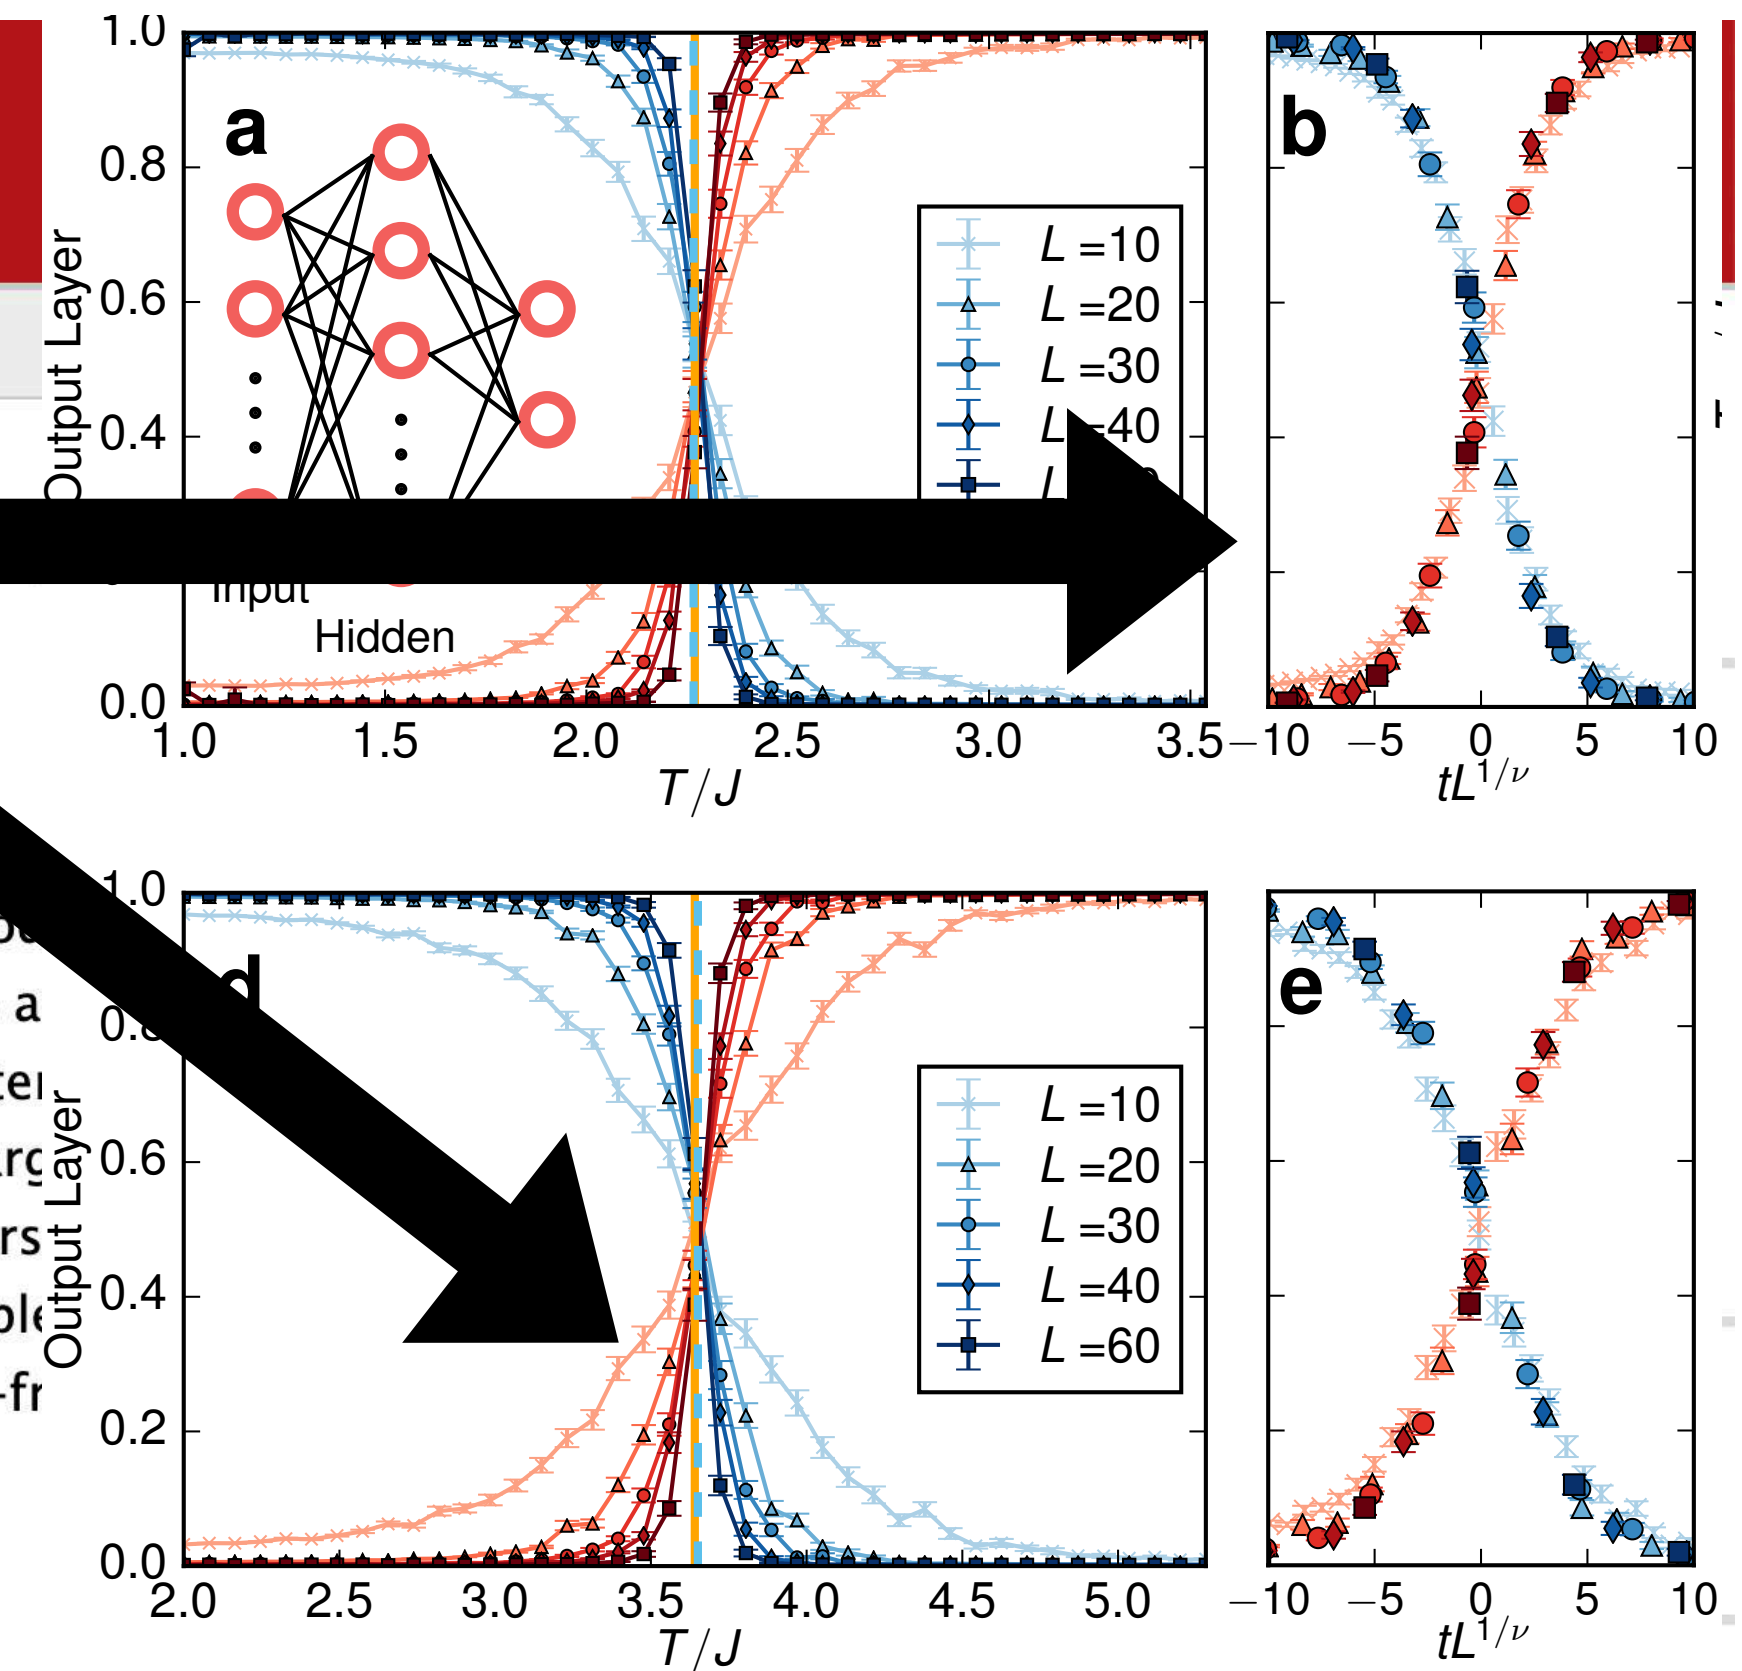 1.0
0.8
0.6
0.4
0.0
Output Layer
a
Input
Hidden
L =10
L =20
L =30
L =40
1.0 1.5 2.0 2.5 3.0 3.5
T/J
b
−10 −5 0 5 10
tL^{1/ν}
1.0
0.6
0.4
0.2
0.0
Output Layer
d
L =10
L =20
L =30
L =40
L =60
2.0 2.5 3.0 3.5 4.0 4.5 5.0
T/J
e
−10 −5 0 5 10
tL^{1/ν}
a